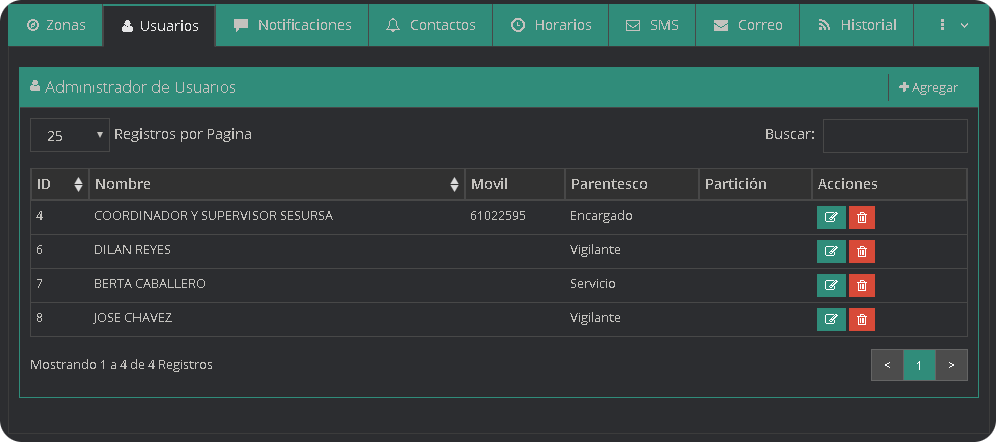 Zonas Usuarios Notificaciones Contactos Horarios SMS Correo Historial
Administrador de Usuarios Agregar
25 Registros por Pagina Buscar:
ID Nombre Movil Parentesco Partición Acciones
4 COORDINADOR Y SUPERVISOR SESURSA 61022595 Encargado
6 DILAN REYES Vigilante
7 BERTA CABALLERO Servicio
8 JOSE CHAVEZ Vigilante
Mostrando 1 a 4 de 4 Registros < 1 >